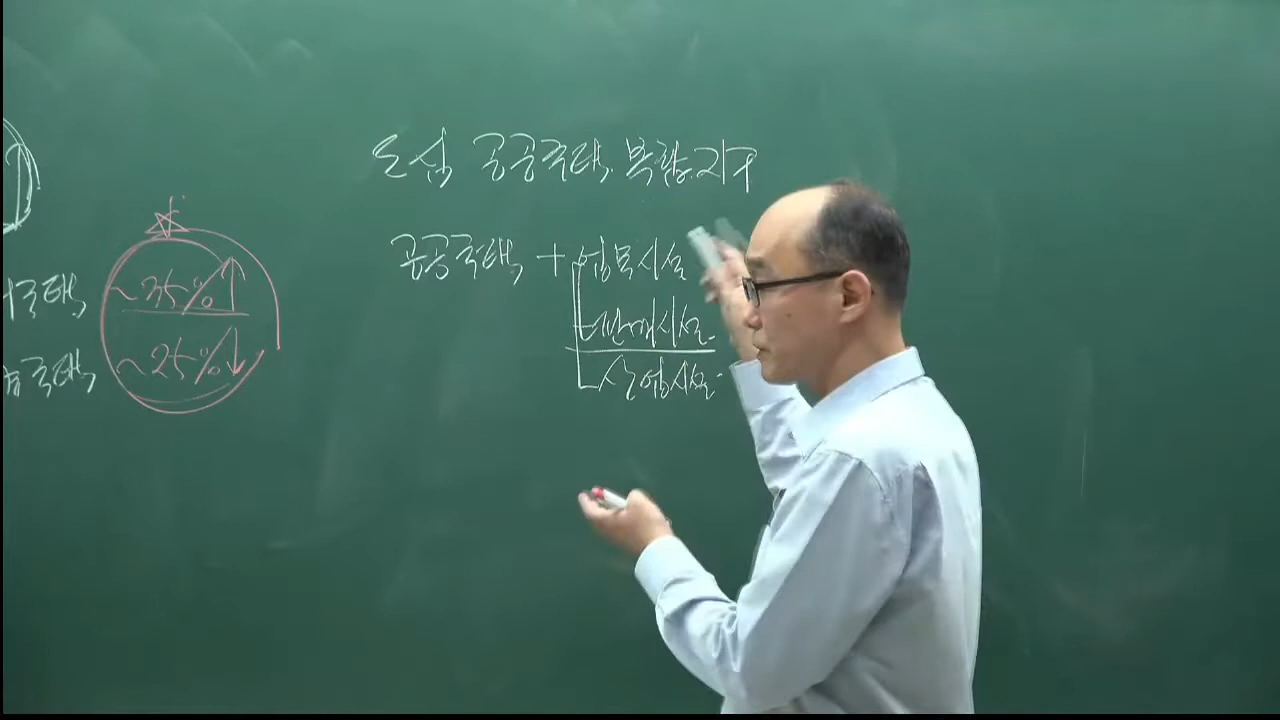 도심 공공주택 복합지구
공공주택 + 업무시설
판매시설
산업시설
~35%↑
~25%↓
주택
주택